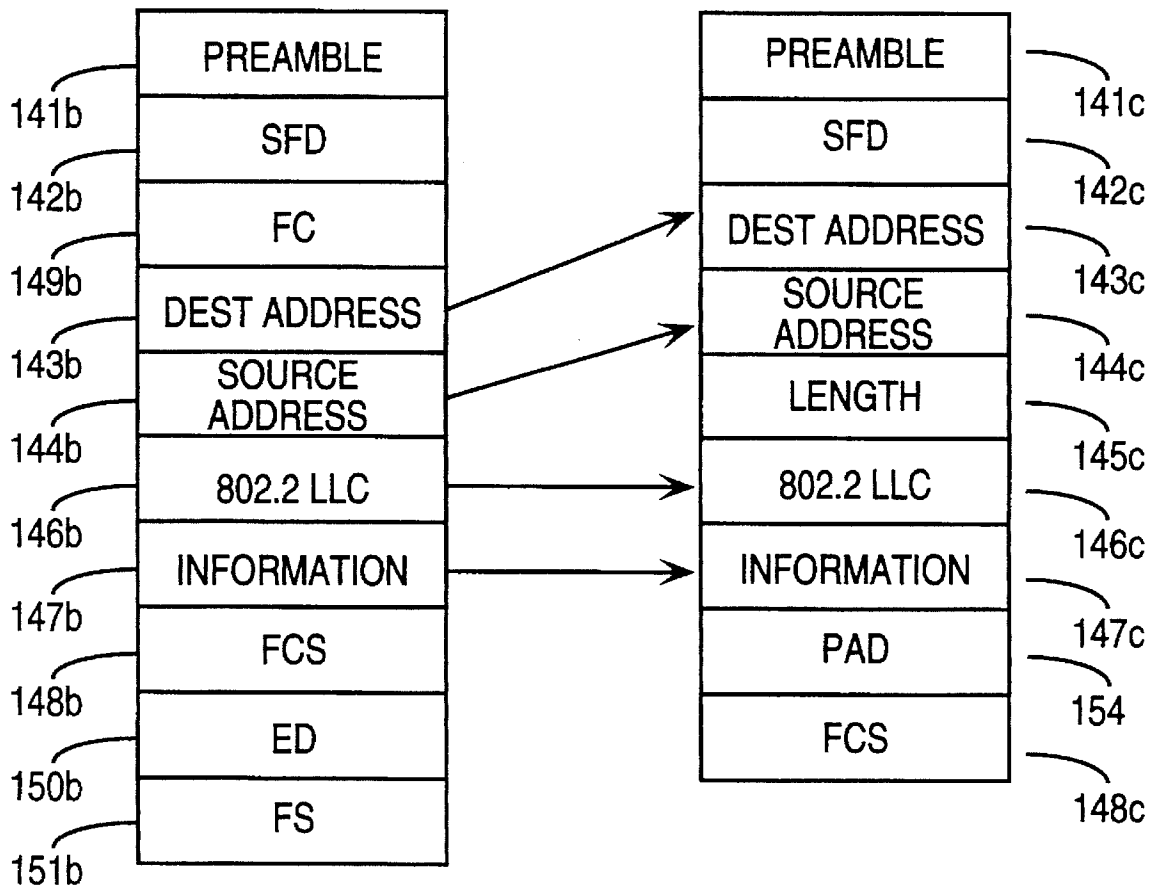 PREAMBLE
141b
SFD
142b
FC
149b
DEST ADDRESS
143b
SOURCE
ADDRESS
144b
802.2 LLC
146b
INFORMATION
147b
FCS
148b
ED
150b
FS
151b
PREAMBLE
141c
SFD
142c
DEST ADDRESS
143c
SOURCE
ADDRESS
144c
LENGTH
145c
802.2 LLC
146c
INFORMATION
147c
PAD
154
FCS
148c